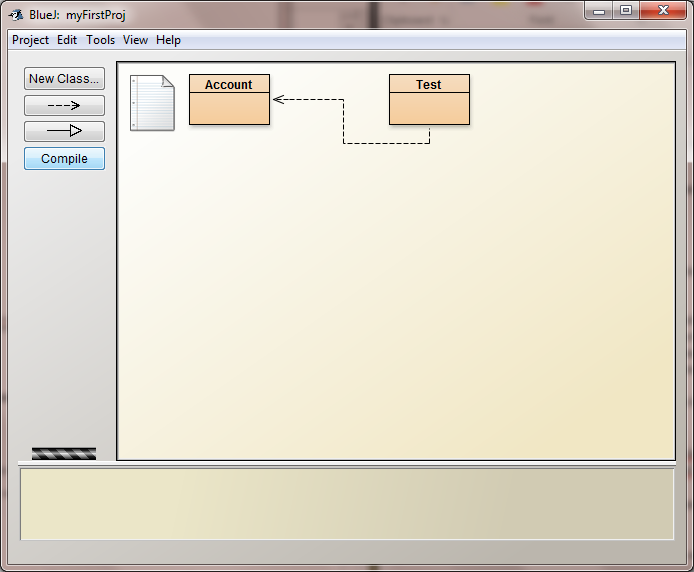 BlueJ: myFirstProj
Project Edit Tools View Help
New Class...
Compile
Account
Test